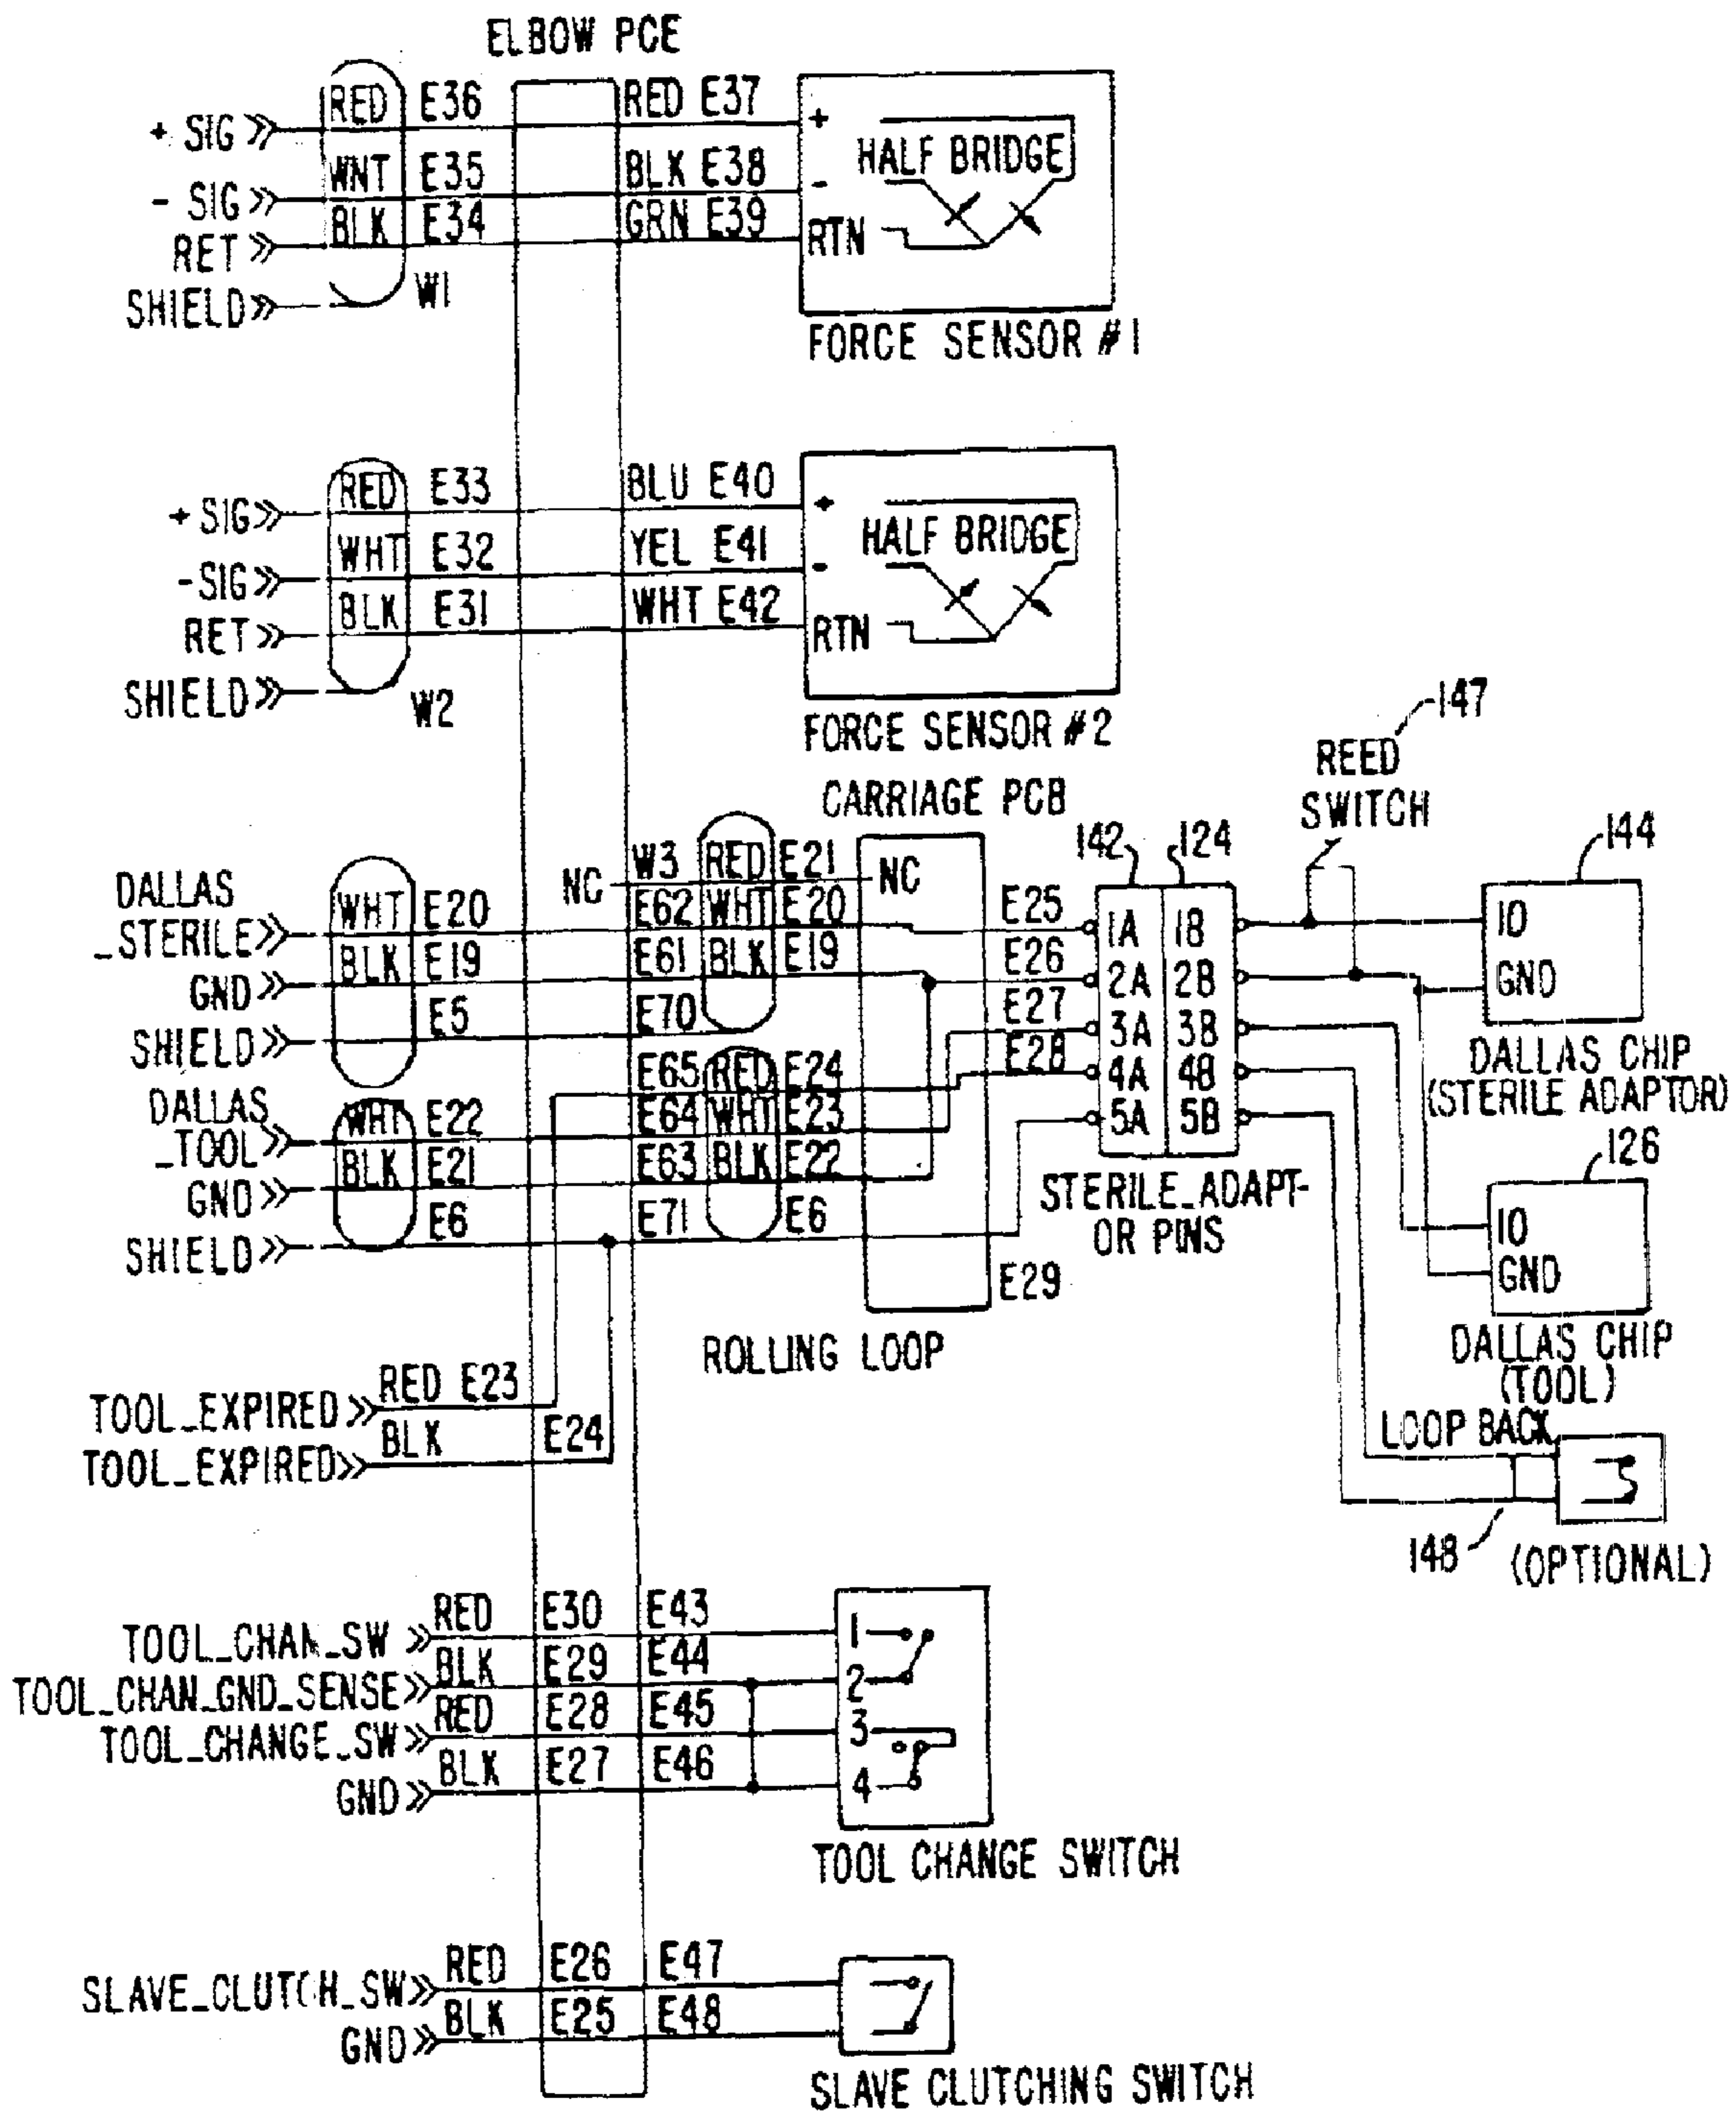 ELBOW PCE
+ SIG RED E36 RED E37 +
HALF BRIDGE
- SIG WNT E35 BLK E38 -
RET BLK E34 GRN E39 RTN
SHIELD W1
FORCE SENSOR #1
+ SIG RED E33 BLU E40 +
HALF BRIDGE
-SIG WHT E32 YEL E41 -
RET BLK E31 WHT E42 RTN
SHIELD W2
FORCE SENSOR #2
147
REED
SWITCH
CARRIAGE PCB
142 124 144
NC W3 RED E21 NC
DALLAS
_STERILE WHT E20 E62 WHT E20 E25 1A 1B IO
GND BLK E19 E61 BLK E19 E26 2A 2B GND
SHIELD E5 E70 E27 3A 3B
DALLAS CHIP
(STERILE ADAPTOR)
E65 RED E24 E28 4A 4B
DALLAS
_TOOL WHT E22 E64 WHT E23 5A 5B
GND BLK E21 E63 BLK E22
126
STERILE_ADAPT-
OR PINS
SHIELD E6 E71 E6
IO
GND
E29
DALLAS CHIP
(TOOL)
ROLLING LOOP
TOOL_EXPIRED RED E23
TOOL_EXPIRED BLK E24
LOOP BACK
148 (OPTIONAL)
TOOL_CHAN_SW RED E30 E43 1
TOOL_CHAN_GND_SENSE BLK E29 E44 2
TOOL_CHANGE_SW RED E28 E45 3
GND BLK E27 E46 4
TOOL CHANGE SWITCH
SLAVE_CLUTCH_SW RED E26 E47
GND BLK E25 E48
SLAVE CLUTCHING SWITCH